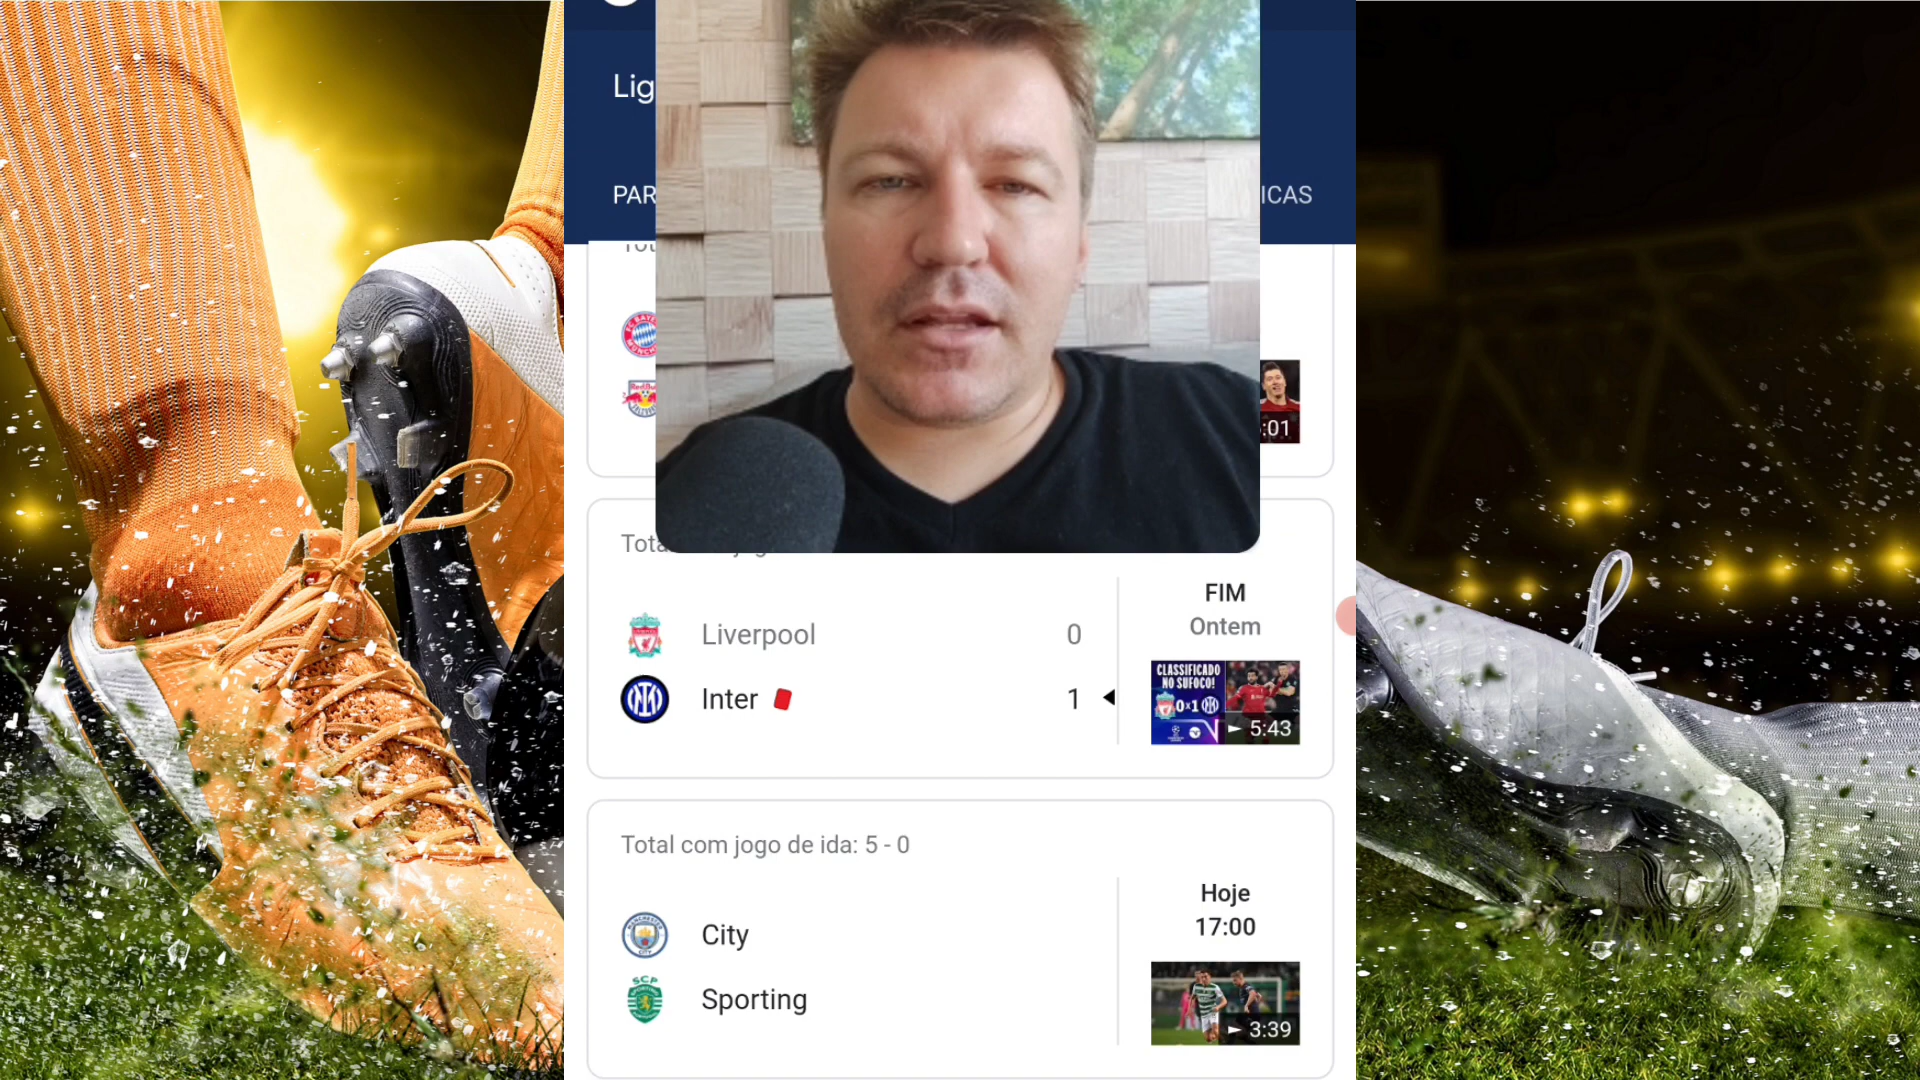 Lig
PAR
ICAS
:01
FIM
Ontem
Liverpool 0
Inter 1
CLASSIFICADO
NO SUFOCO!
0x1
5:43
Total com jogo de ida: 5 - 0
Hoje
17:00
City
SCP
Sporting
3:39